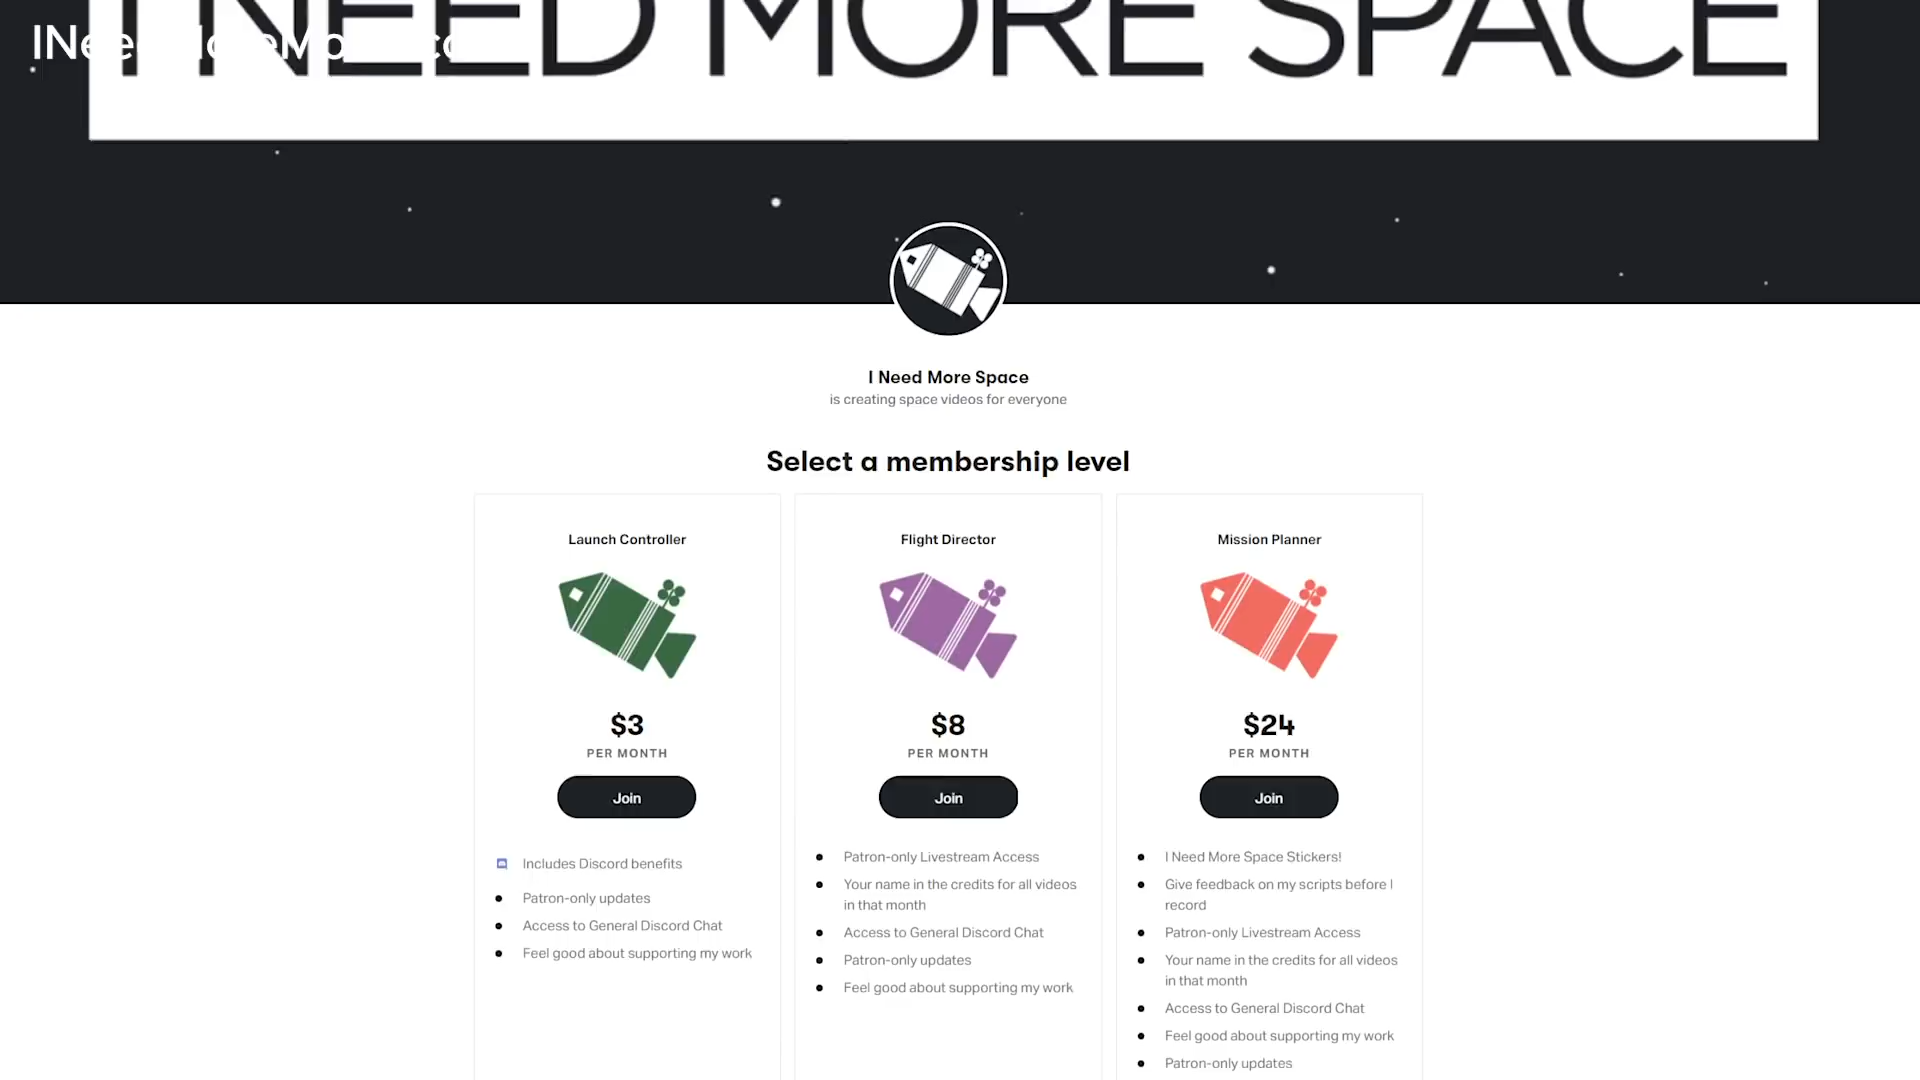 I NEED MORE SPACE
I Need More Space
is creating space videos for everyone
Select a membership level
Launch Controller
$3
PER MONTH
Join
Includes Discord benefits
Patron-only updates
Access to General Discord Chat
Feel good about supporting my work
Flight Director
$8
PER MONTH
Join
Patron-only Livestream Access
Your name in the credits for all videos
in that month
Access to General Discord Chat
Patron-only updates
Feel good about supporting my work
Mission Planner
$24
PER MONTH
Join
I Need More Space Stickers!
Give feedback on my scripts before I
record
Patron-only Livestream Access
Your name in the credits for all videos
in that month
Access to General Discord Chat
Feel good about supporting my work
Patron-only updates